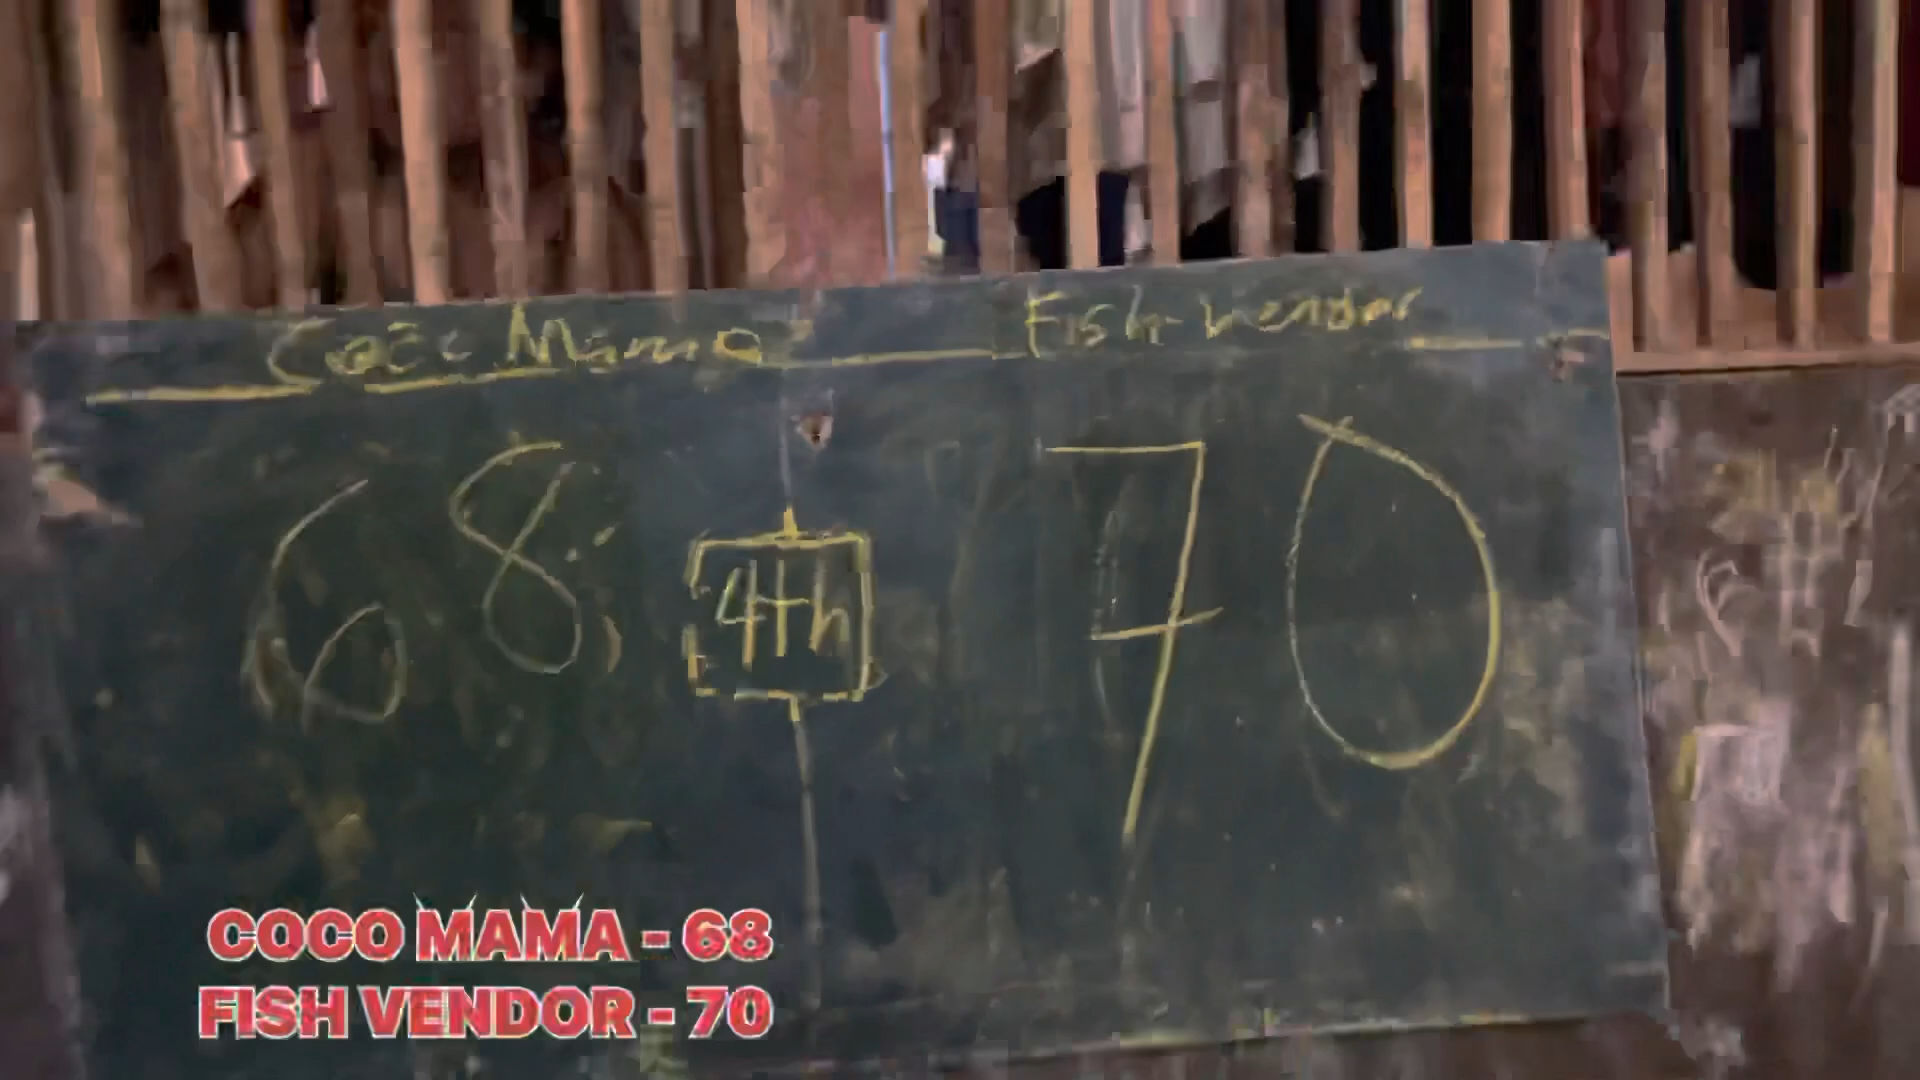 Coco Mama
Fish Vendor
68
4th
70
COCO MAMA - 68
FISH VENDOR - 70